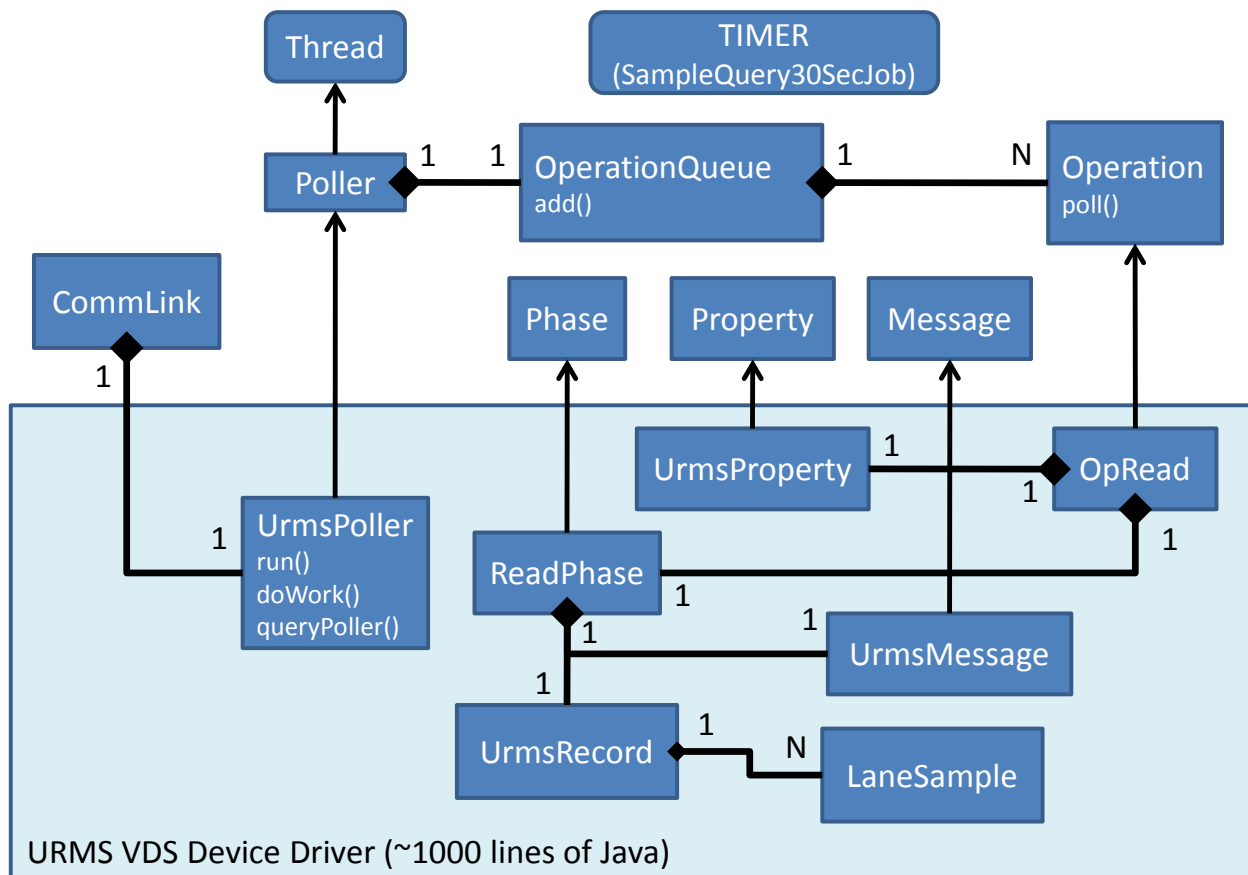 Thread
TIMER
(SampleQuery30SecJob)
Poller
1
1
OperationQueue
add()
1
N
Operation
poll()
CommLink
1
Phase
Property
Message
UrmsProperty
1
1
OpRead
1
1
UrmsPoller
run()
doWork()
queryPoller()
ReadPhase
1
1
1
UrmsMessage
1
UrmsRecord
1
N
LaneSample
URMS VDS Device Driver (~1000 lines of Java)